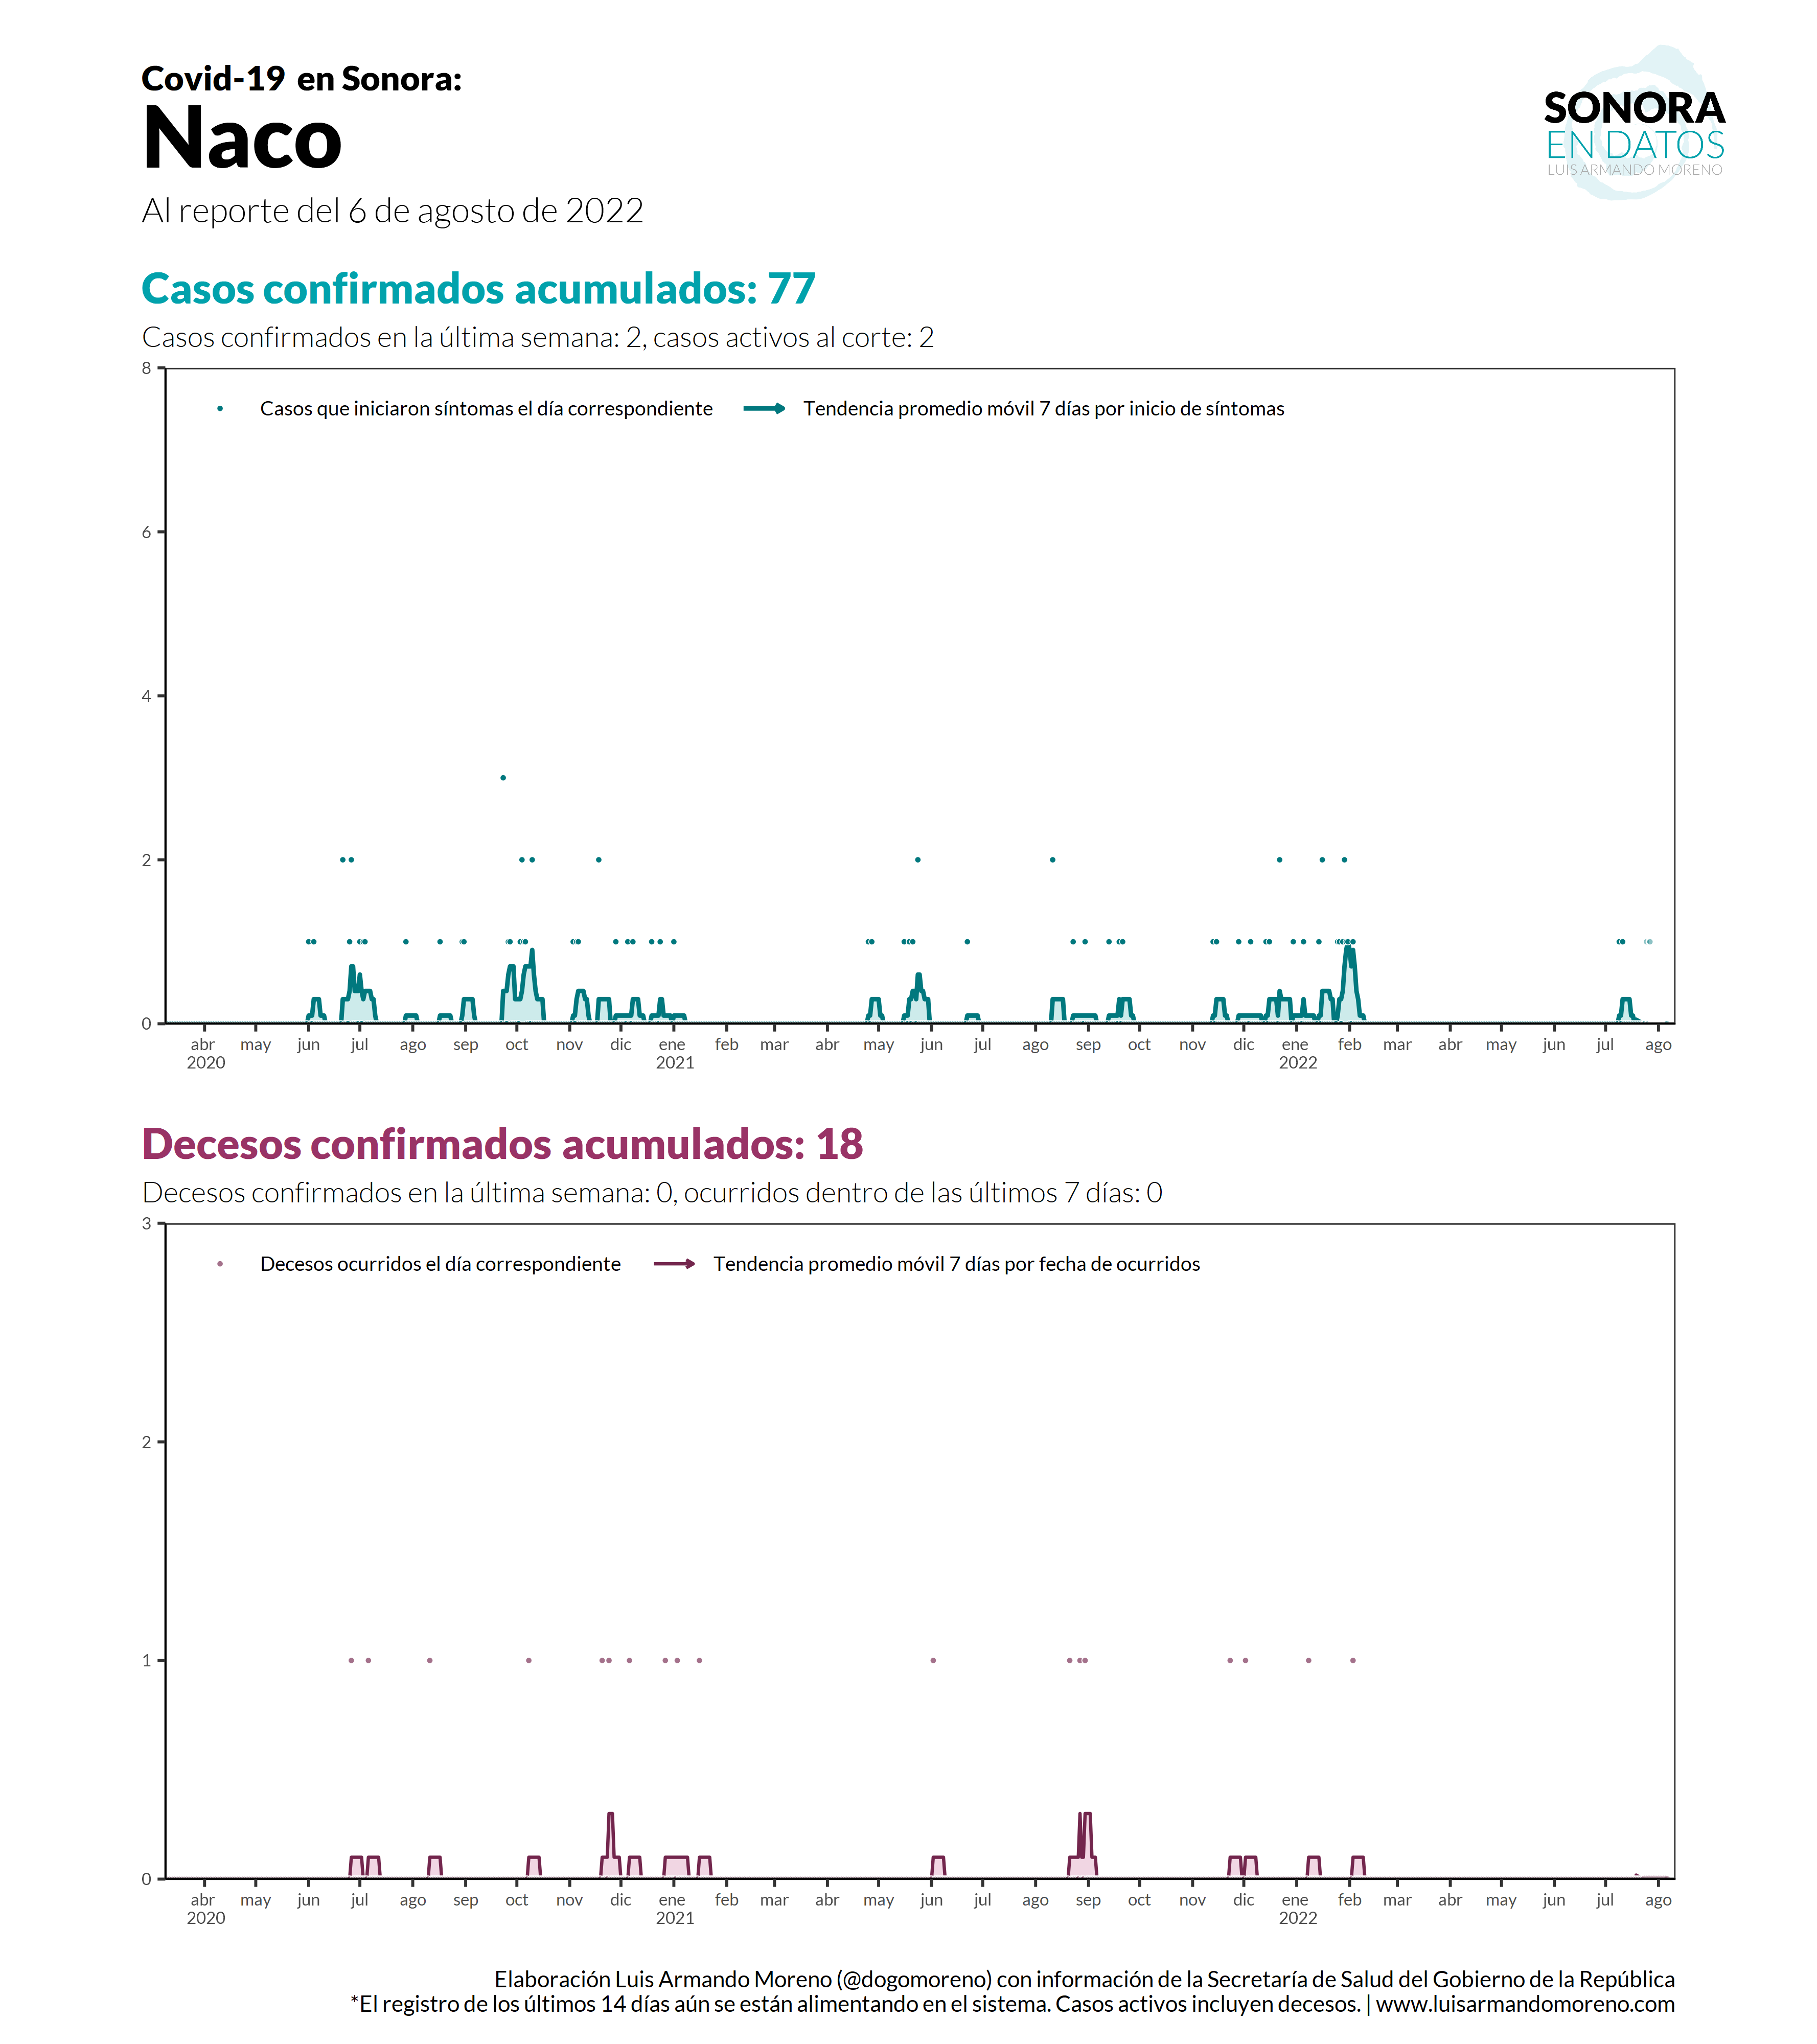 Covid-19 en Sonora:
Naco
Al reporte del 6 de agosto de 2022
SONORA
EN DATOS
LUIS ARMANDO MORENO
Casos confirmados acumulados: 77
Casos confirmados en la última semana: 2, casos activos al corte: 2
8
Casos que iniciaron síntomas el día correspondiente Tendencia promedio móvil 7 días por inicio de síntomas
6
4
2
0
abr may jun jul ago sep oct nov dic ene feb mar abr may jun jul ago sep oct nov dic ene feb mar abr may jun jul ago
2020 2021 2022
Decesos confirmados acumulados: 18
Decesos confirmados en la última semana: 0, ocurridos dentro de las últimos 7 días: 0
3
Decesos ocurridos el día correspondiente Tendencia promedio móvil 7 días por fecha de ocurridos
2
1
0
abr may jun jul ago sep oct nov dic ene feb mar abr may jun jul ago sep oct nov dic ene feb mar abr may jun jul ago
2020 2021 2022
Elaboración Luis Armando Moreno (@dogomoreno) con información de la Secretaría de Salud del Gobierno de la República
*El registro de los últimos 14 días aún se están alimentando en el sistema. Casos activos incluyen decesos. | www.luisarmandomoreno.com